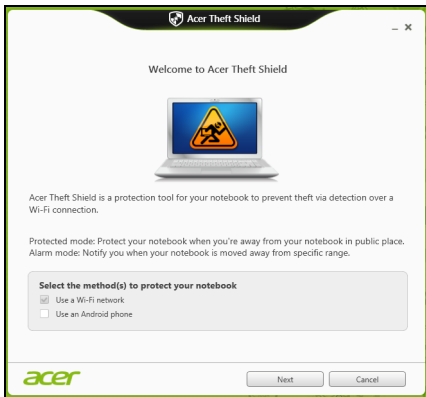 Acer Theft Shield
Welcome to Acer Theft Shield
Acer Theft Shield is a protection tool for your notebook to prevent theft via detection over a
Wi-Fi connection.
Protected mode: Protect your notebook when you're away from your notebook in public place.
Alarm mode: Notify you when your notebook is moved away from specific range.
Select the method(s) to protect your notebook
Use a Wi-Fi network
Use an Android phone
acer
Next
Cancel